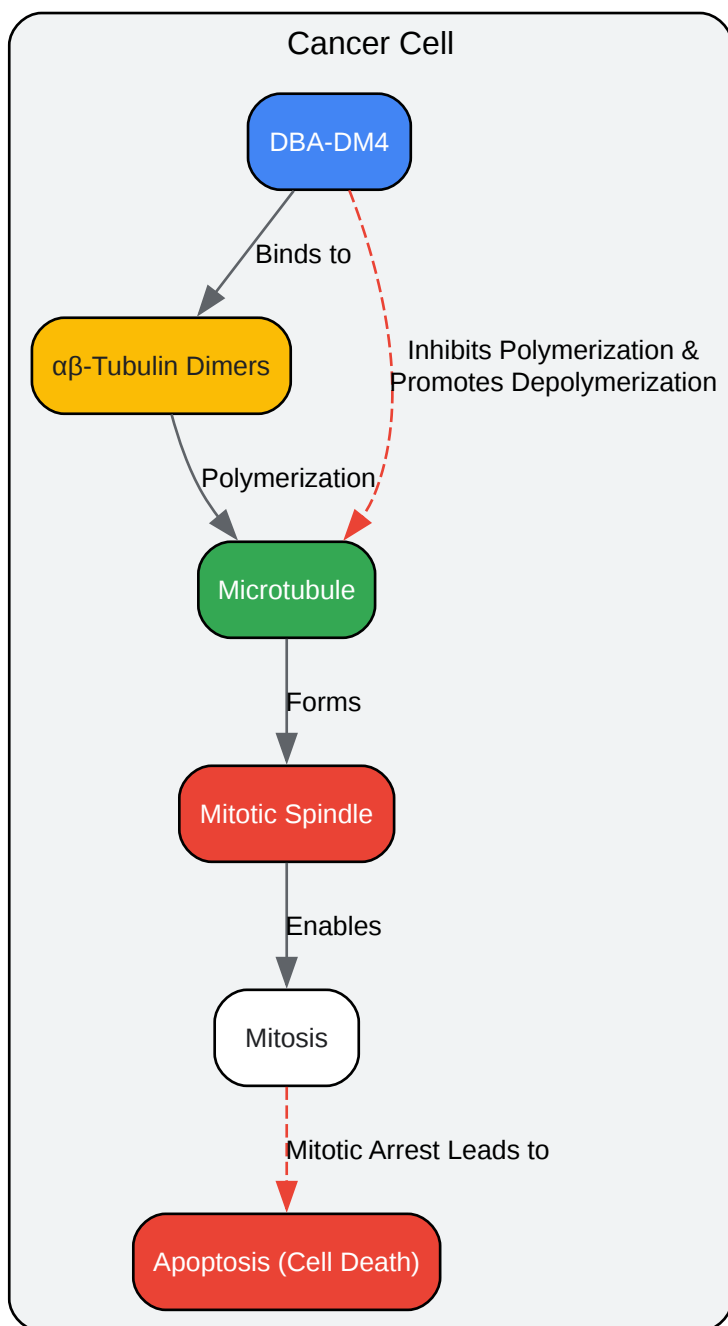 Cancer Cell
DBA-DM4
Binds to
αβ-Tubulin Dimers
Inhibits Polymerization &
Promotes Depolymerization
Polymerization
Microtubule
Forms
Mitotic Spindle
Enables
Mitosis
Mitotic Arrest Leads to
Apoptosis (Cell Death)